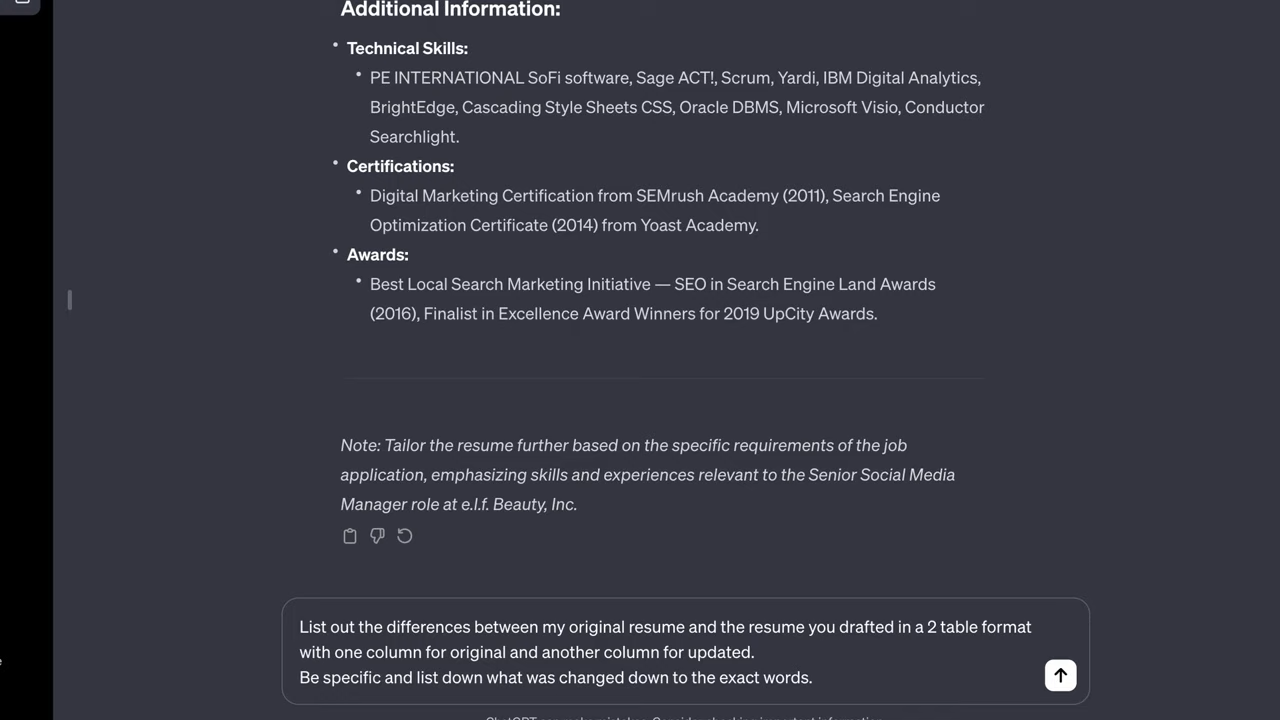 Additional Information:
Technical Skills:
PE INTERNATIONAL SoFi software, Sage ACT!, Scrum, Yardi, IBM Digital Analytics,
BrightEdge, Cascading Style Sheets CSS, Oracle DBMS, Microsoft Visio, Conductor
Searchlight.
Certifications:
Digital Marketing Certification from SEMrush Academy (2011), Search Engine
Optimization Certificate (2014) from Yoast Academy.
Awards:
Best Local Search Marketing Initiative — SEO in Search Engine Land Awards
(2016), Finalist in Excellence Award Winners for 2019 UpCity Awards.
Note: Tailor the resume further based on the specific requirements of the job
application, emphasizing skills and experiences relevant to the Senior Social Media
Manager role at e.l.f. Beauty, Inc.
List out the differences between my original resume and the resume you drafted in a 2 table format
with one column for original and another column for updated.
Be specific and list down what was changed down to the exact words.